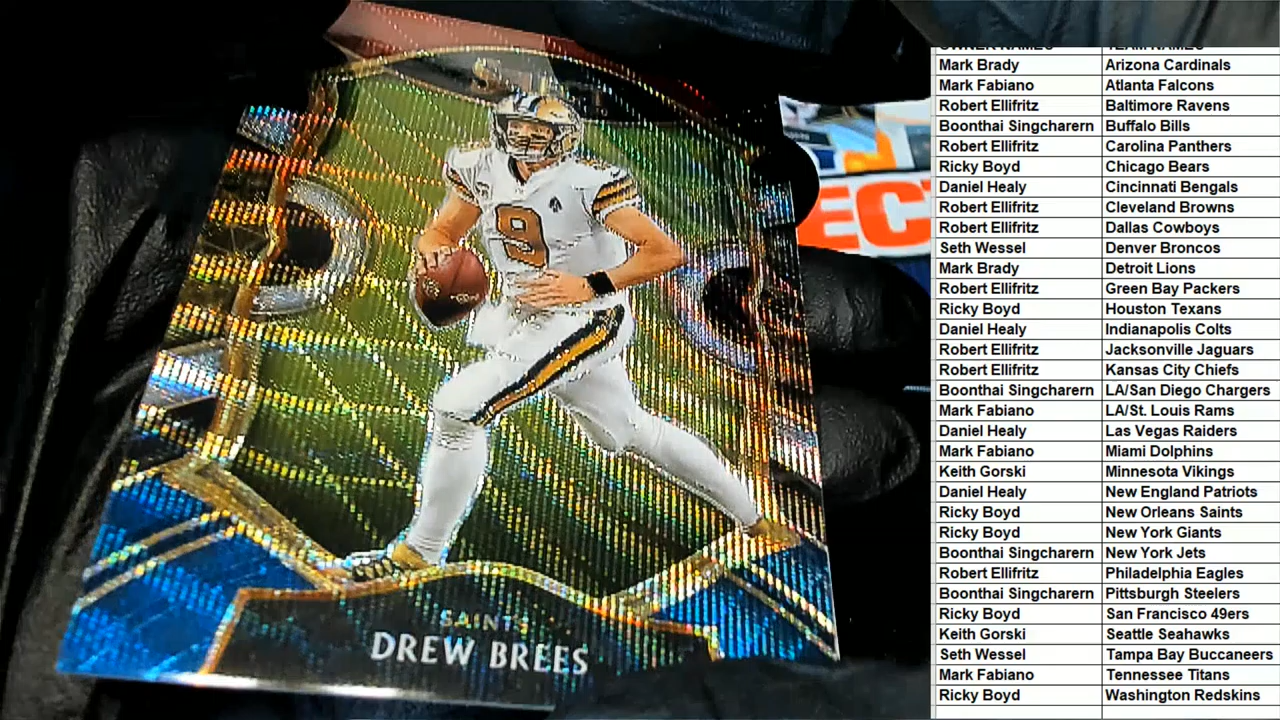 OWNER NAMES TEAM NAMES
Mark Brady Arizona Cardinals
Mark Fabiano Atlanta Falcons
Robert Ellifritz Baltimore Ravens
Boonthai Singcharern Buffalo Bills
Robert Ellifritz Carolina Panthers
Ricky Boyd Chicago Bears
Daniel Healy Cincinnati Bengals
Robert Ellifritz Cleveland Browns
Robert Ellifritz Dallas Cowboys
Seth Wessel Denver Broncos
Mark Brady Detroit Lions
Robert Ellifritz Green Bay Packers
Ricky Boyd Houston Texans
Daniel Healy Indianapolis Colts
Robert Ellifritz Jacksonville Jaguars
Robert Ellifritz Kansas City Chiefs
Boonthai Singcharern LA/San Diego Chargers
Mark Fabiano LA/St. Louis Rams
Daniel Healy Las Vegas Raiders
Mark Fabiano Miami Dolphins
Keith Gorski Minnesota Vikings
Daniel Healy New England Patriots
Ricky Boyd New Orleans Saints
Ricky Boyd New York Giants
Boonthai Singcharern New York Jets
Robert Ellifritz Philadelphia Eagles
Boonthai Singcharern Pittsburgh Steelers
Ricky Boyd San Francisco 49ers
Keith Gorski Seattle Seahawks
Seth Wessel Tampa Bay Buccaneers
Mark Fabiano Tennessee Titans
Ricky Boyd Washington Redskins
9
ECT
SAINTS
DREW BREES